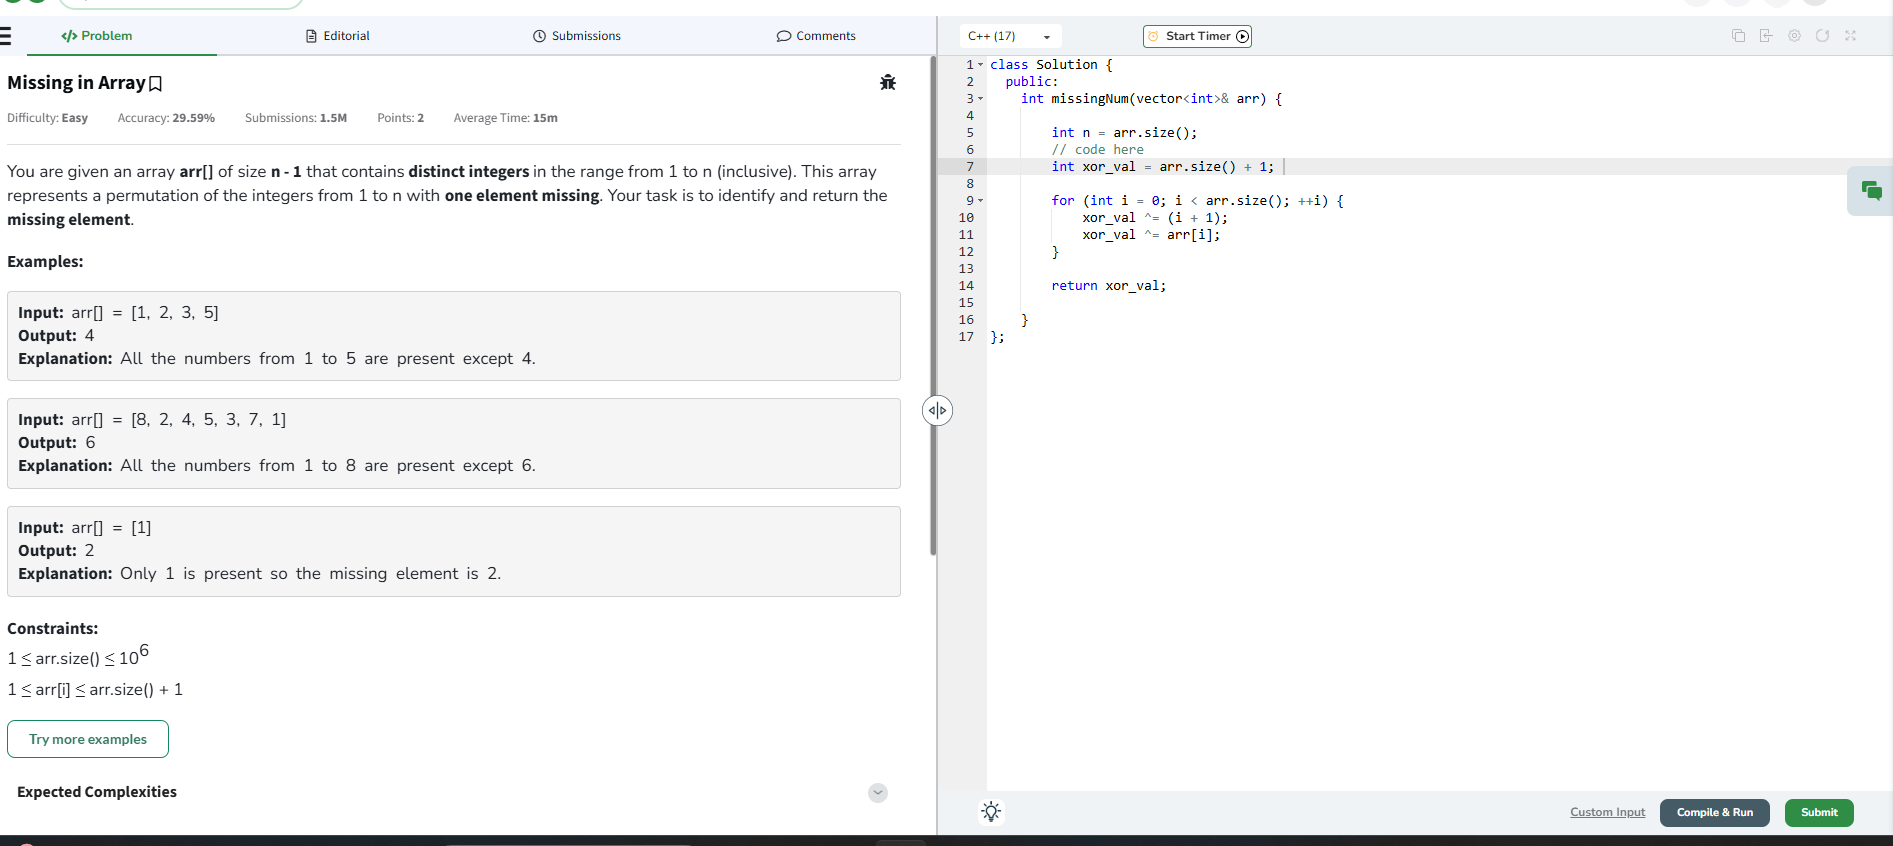 Problem
Editorial
Submissions
Comments
Missing in Array
Difficulty: Easy Accuracy: 29.59% Submissions: 1.5M Points: 2 Average Time: 15m
You are given an array arr[] of size n - 1 that contains distinct integers in the range from 1 to n (inclusive). This array
represents a permutation of the integers from 1 to n with one element missing. Your task is to identify and return the
missing element.
Examples:
Input: arr[] = [1, 2, 3, 5]
Output: 4
Explanation: All the numbers from 1 to 5 are present except 4.
Input: arr[] = [8, 2, 4, 5, 3, 7, 1]
Output: 6
Explanation: All the numbers from 1 to 8 are present except 6.
Input: arr[] = [1]
Output: 2
Explanation: Only 1 is present so the missing element is 2.
Constraints:
1 ≤ arr.size() ≤ 10⁶
1 ≤ arr[i] ≤ arr.size() + 1
Try more examples
Expected Complexities
C++ (17)
Start Timer
1 class Solution {
2 public:
3 int missingNum(vector<int>& arr) {
4
5 int n = arr.size();
6 // code here
7 int xor_val = arr.size() + 1;
8
9 for (int i = 0; i < arr.size(); ++i) {
10 xor_val ^= (i + 1);
11 xor_val ^= arr[i];
12 }
13
14 return xor_val;
15
16 }
17 };
Custom Input
Compile & Run
Submit